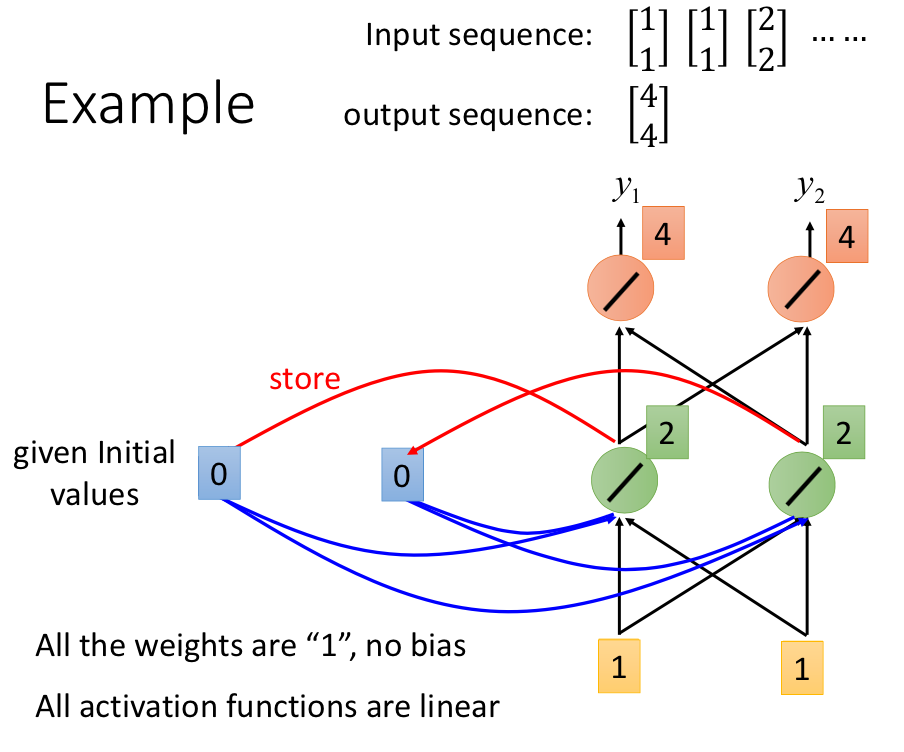 Input sequence: [1 1] [1 1] [2 2] … …
Example
output sequence: [4 4]
y₁ y₂
4 4
store
2 2
given Initial
values
0 0
All the weights are “1”, no bias
1 1
All activation functions are linear